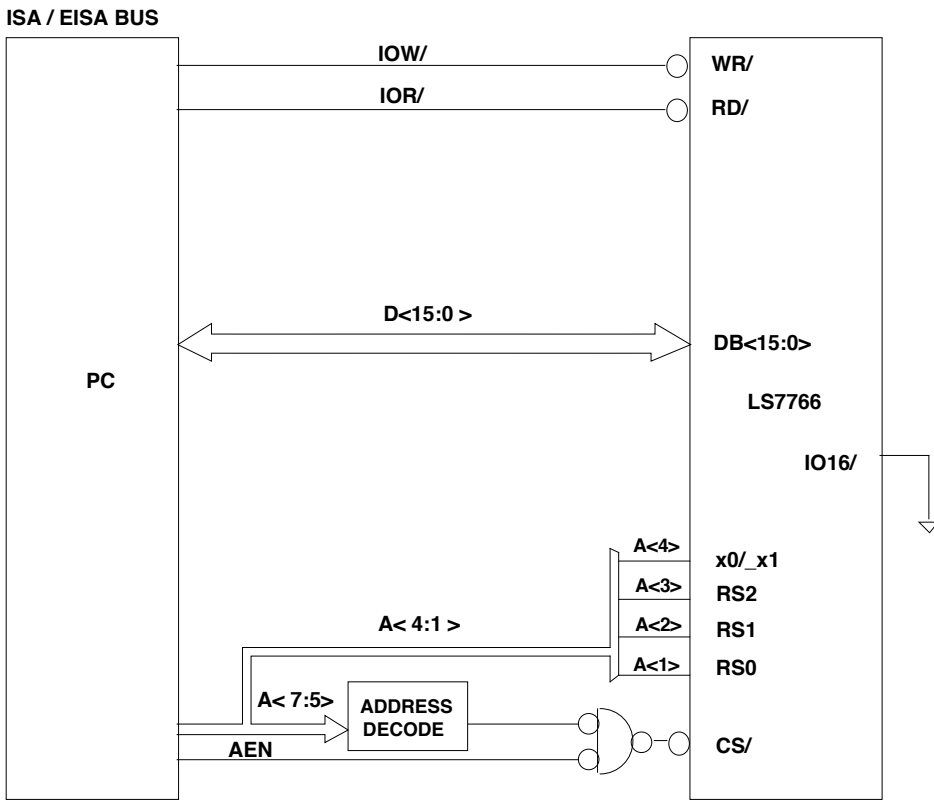 ISA / EISA BUS
IOW/
WR/
IOR/
RD/
D<15:0 >
DB<15:0>
PC
LS7766
IO16/
A<4>
x0/_x1
A<3>
RS2
A< 4:1 >
A<2>
RS1
A<1>
RS0
A< 7:5>
ADDRESS
DECODE
AEN
CS/